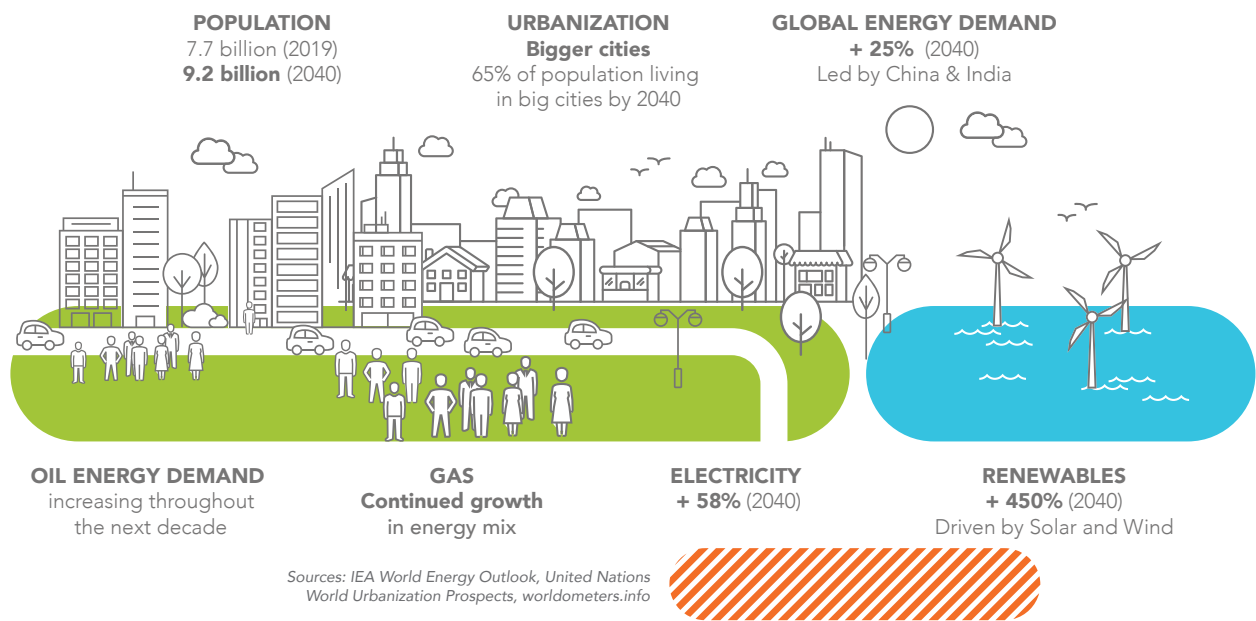 POPULATION
7.7 billion (2019)
9.2 billion (2040)
URBANIZATION
Bigger cities
65% of population living
in big cities by 2040
GLOBAL ENERGY DEMAND
+ 25% (2040)
Led by China & India
OIL ENERGY DEMAND
increasing throughout
the next decade
GAS
Continued growth
in energy mix
ELECTRICITY
+ 58% (2040)
RENEWABLES
+ 450% (2040)
Driven by Solar and Wind
Sources: IEA World Energy Outlook, United Nations
World Urbanization Prospects, worldometers.info